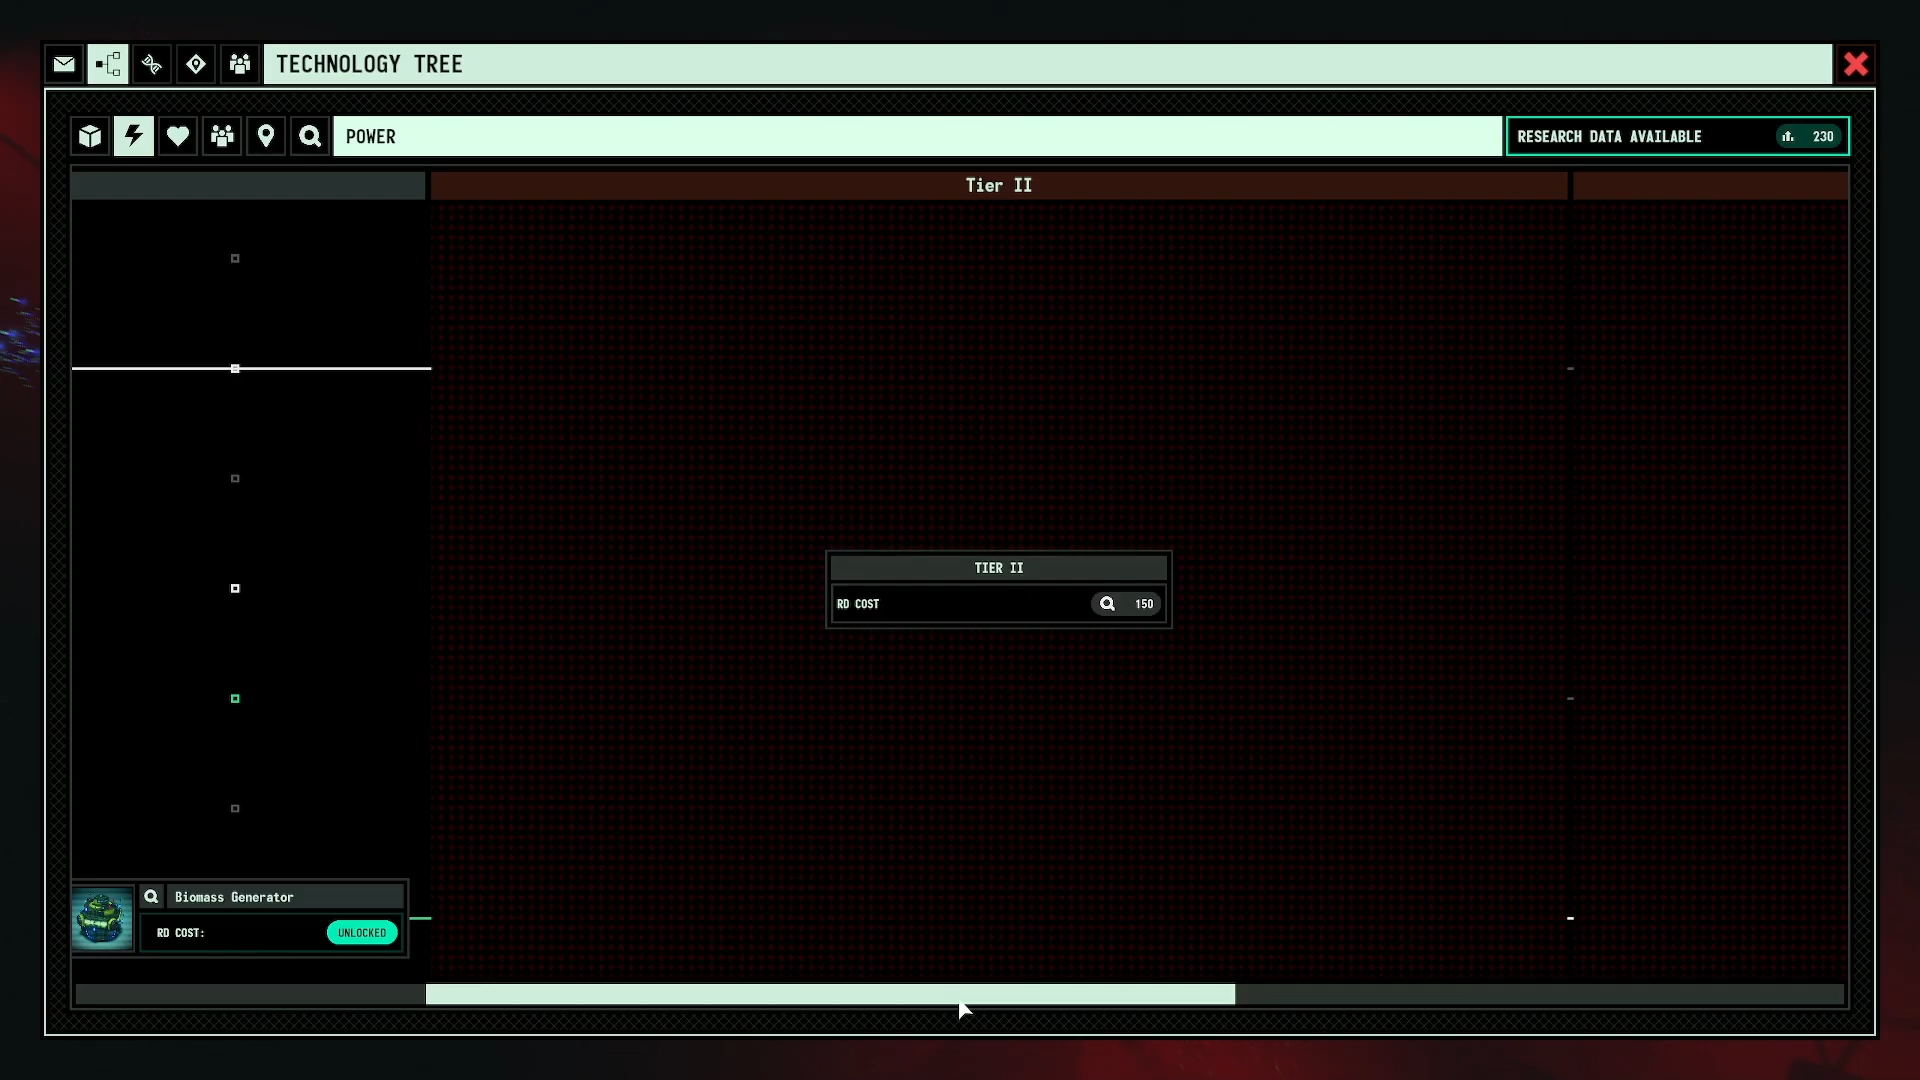 TECHNOLOGY TREE
POWER
RESEARCH DATA AVAILABLE 230
Tier II
TIER II
RD COST 150
Biomass Generator
RD COST: UNLOCKED